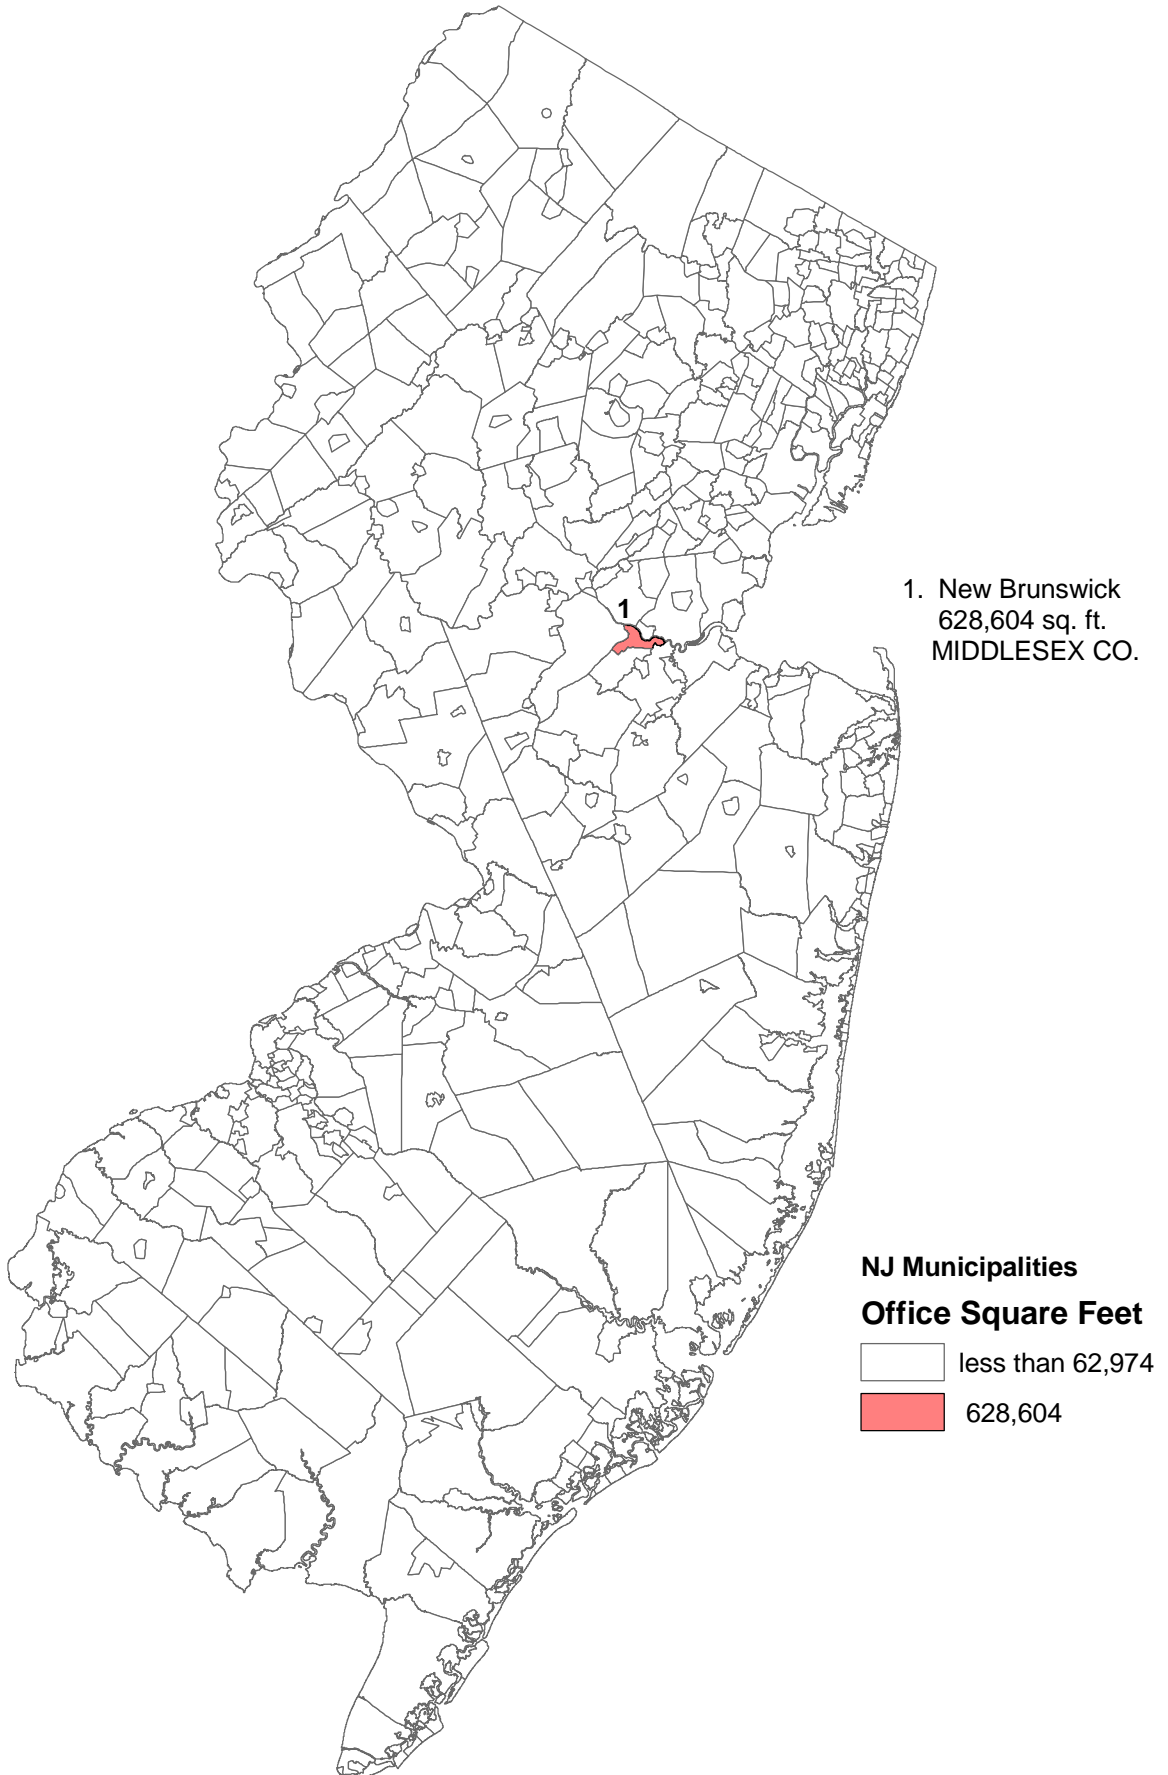 1
1. New Brunswick
628,604 sq. ft.
MIDDLESEX CO.
NJ Municipalities
Office Square Feet
less than 62,974
628,604